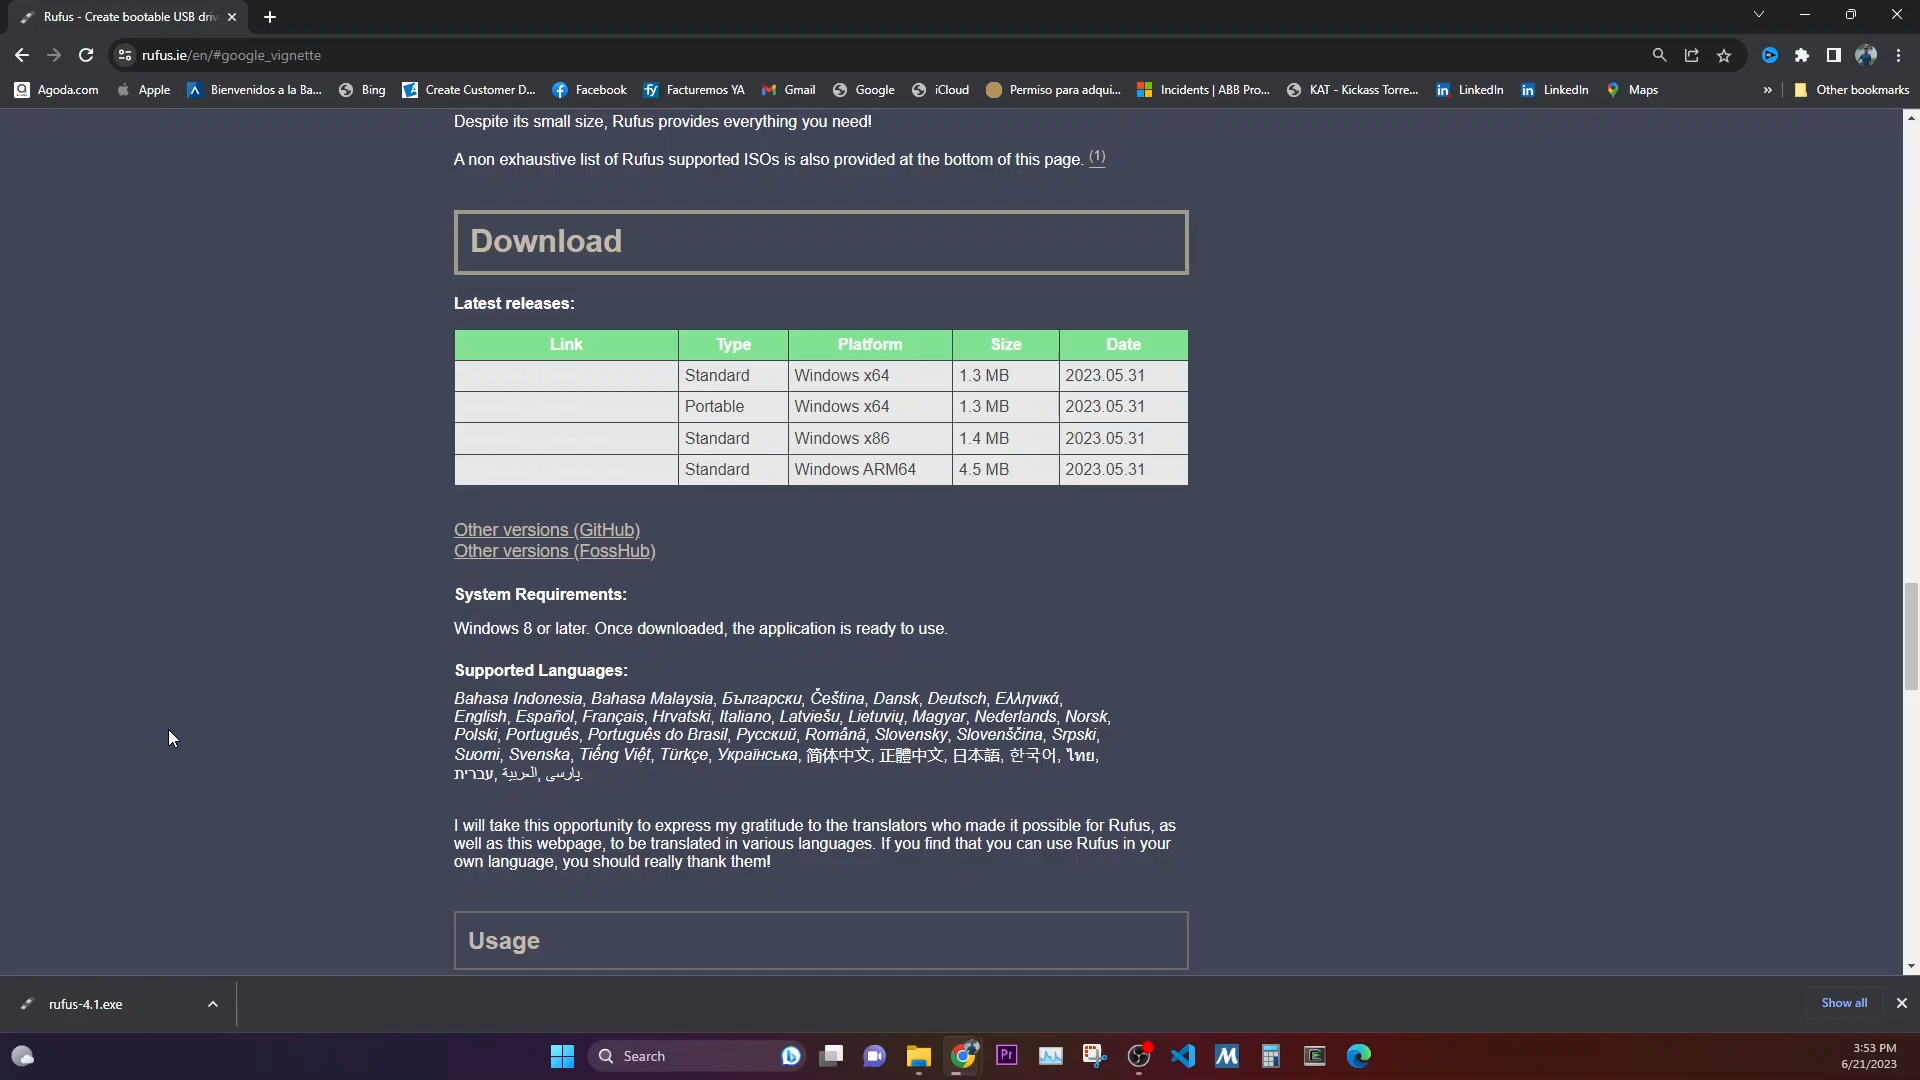 Rufus - Create bootable USB driv
rufus.ie/en/#google_vignette
Agoda.com
Apple
Bienvenidos a la Ba...
Bing
Create Customer D...
Facebook
Facturemos YA
Gmail
Google
iCloud
Permiso para adqui...
Incidents | ABB Pro...
KAT - Kickass Torre...
LinkedIn
LinkedIn
Maps
»
Other bookmarks
Despite its small size, Rufus provides everything you need!
A non exhaustive list of Rufus supported ISOs is also provided at the bottom of this page. (1)
Download
Latest releases:
Link Type Platform Size Date
Standard Windows x64 1.3 MB 2023.05.31
Portable Windows x64 1.3 MB 2023.05.31
Standard Windows x86 1.4 MB 2023.05.31
Standard Windows ARM64 4.5 MB 2023.05.31
Other versions (GitHub)
Other versions (FossHub)
System Requirements:
Windows 8 or later. Once downloaded, the application is ready to use.
Supported Languages:
Bahasa Indonesia, Bahasa Malaysia, Български, Čeština, Dansk, Deutsch, Ελληνικά,
English, Español, Français, Hrvatski, Italiano, Latviešu, Lietuvių, Magyar, Nederlands, Norsk,
Polski, Português, Português do Brasil, Русский, Română, Slovensky, Slovenščina, Srpski,
Suomi, Svenska, Tiếng Việt, Türkçe, Українська, 简体中文, 正體中文, 日本語, 한국어, ไทย,
עברית, العربية, پارسی.
I will take this opportunity to express my gratitude to the translators who made it possible for Rufus, as
well as this webpage, to be translated in various languages. If you find that you can use Rufus in your
own language, you should really thank them!
Usage
rufus-4.1.exe
Show all
Search
Pr
3:53 PM
6/21/2023